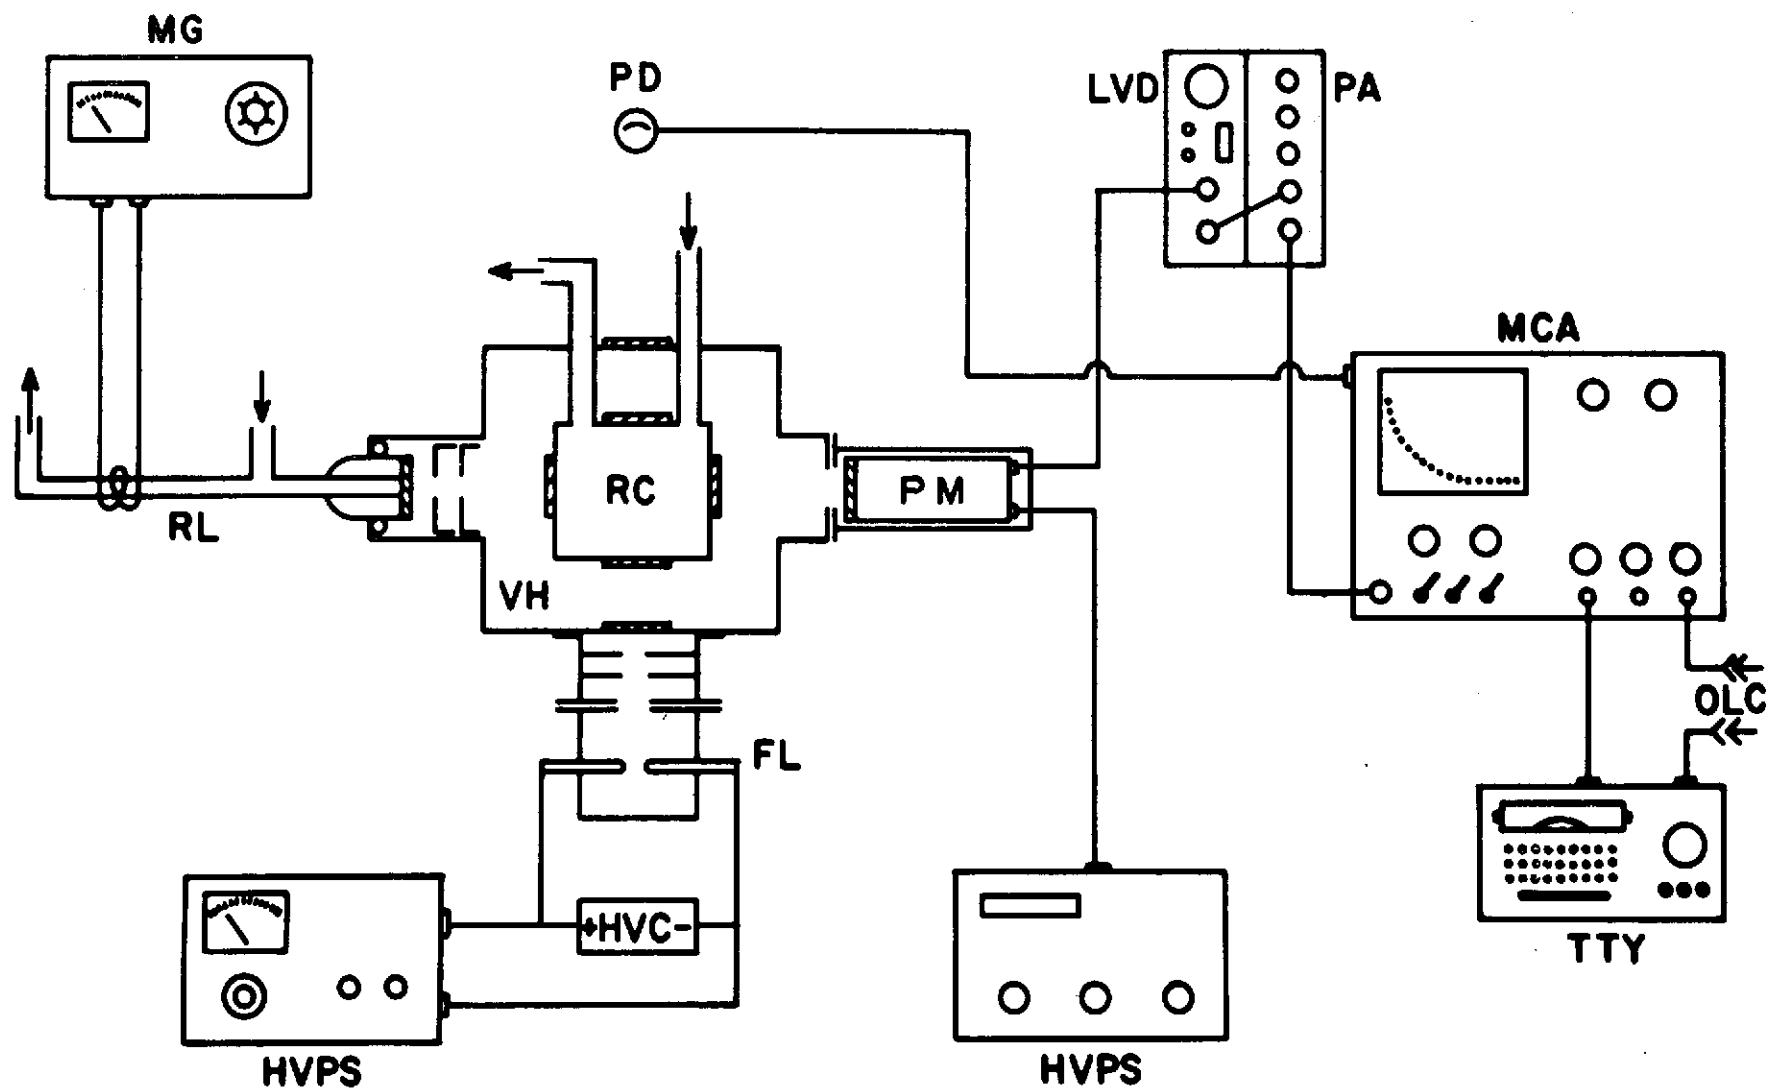 MG
PD
LVD
PA
MCA
RC
PM
RL
VH
OLC
FL
+HVC-
TTY
HVPS
HVPS